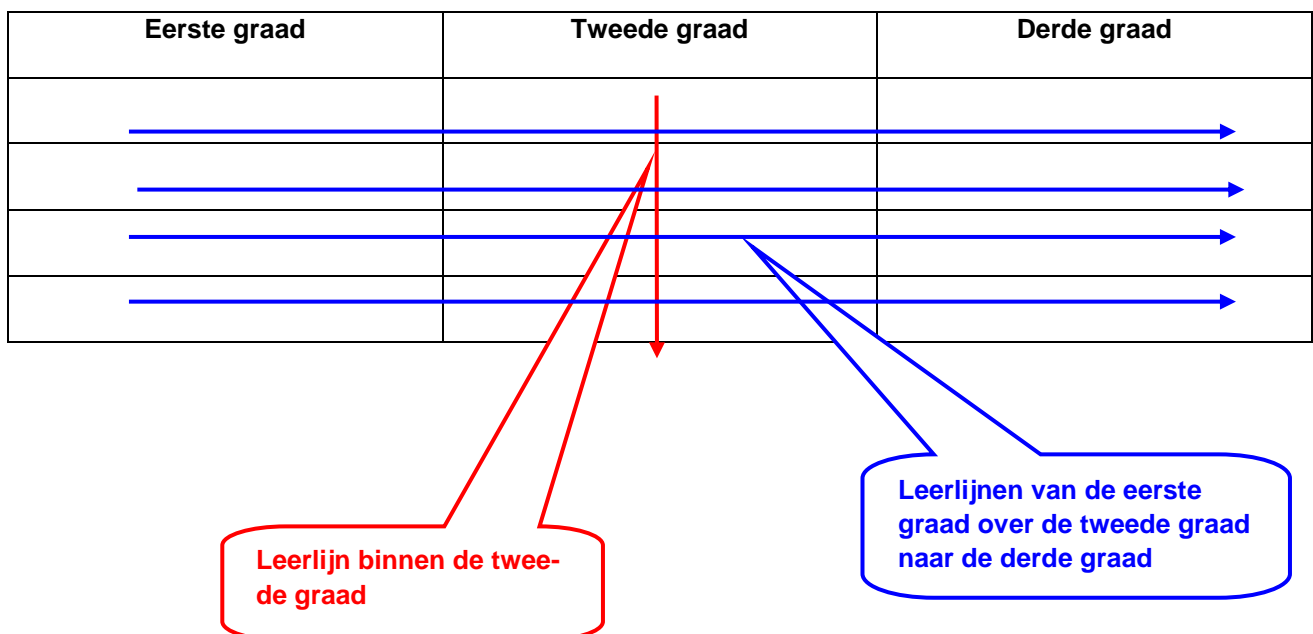 Eerste graad
Tweede graad
Derde graad
Leerlijn binnen de twee-
de graad
Leerlijnen van de eerste
graad over de tweede graad
naar de derde graad